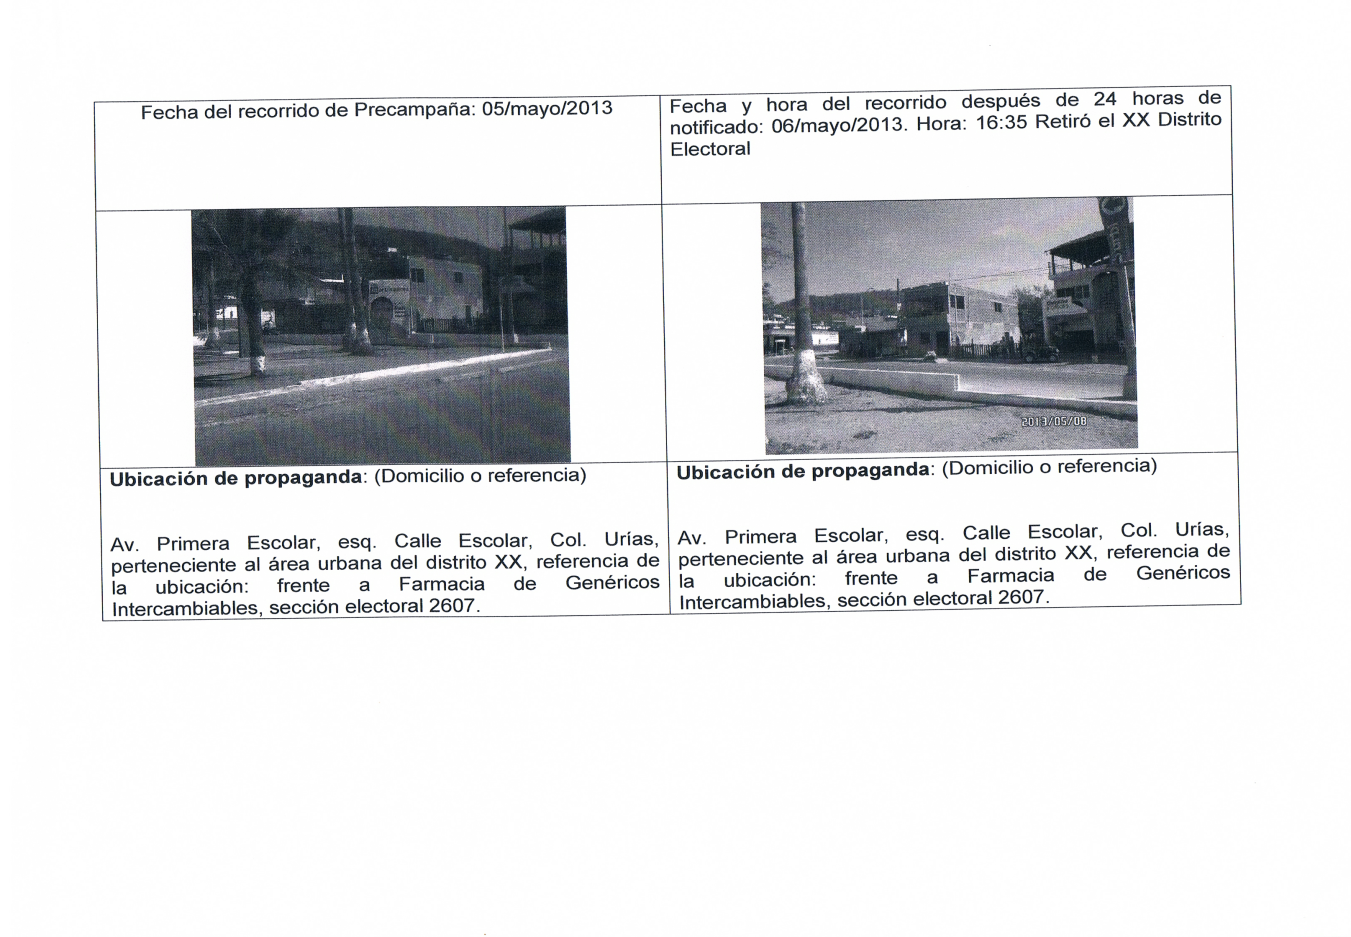 Fecha del recorrido de Precampaña: 05/mayo/2013
Fecha y hora del recorrido después de 24 horas de
notificado: 06/mayo/2013. Hora: 16:35 Retiró el XX Distrito
Electoral
2013/05/08
Ubicación de propaganda: (Domicilio o referencia)
Av. Primera Escolar, esq. Calle Escolar, Col. Urías,
perteneciente al área urbana del distrito XX, referencia de
la ubicación: frente a Farmacia de Genéricos
Intercambiables, sección electoral 2607.
Ubicación de propaganda: (Domicilio o referencia)
Av. Primera Escolar, esq. Calle Escolar, Col. Urías,
perteneciente al área urbana del distrito XX, referencia de
la ubicación: frente a Farmacia de Genéricos
Intercambiables, sección electoral 2607.